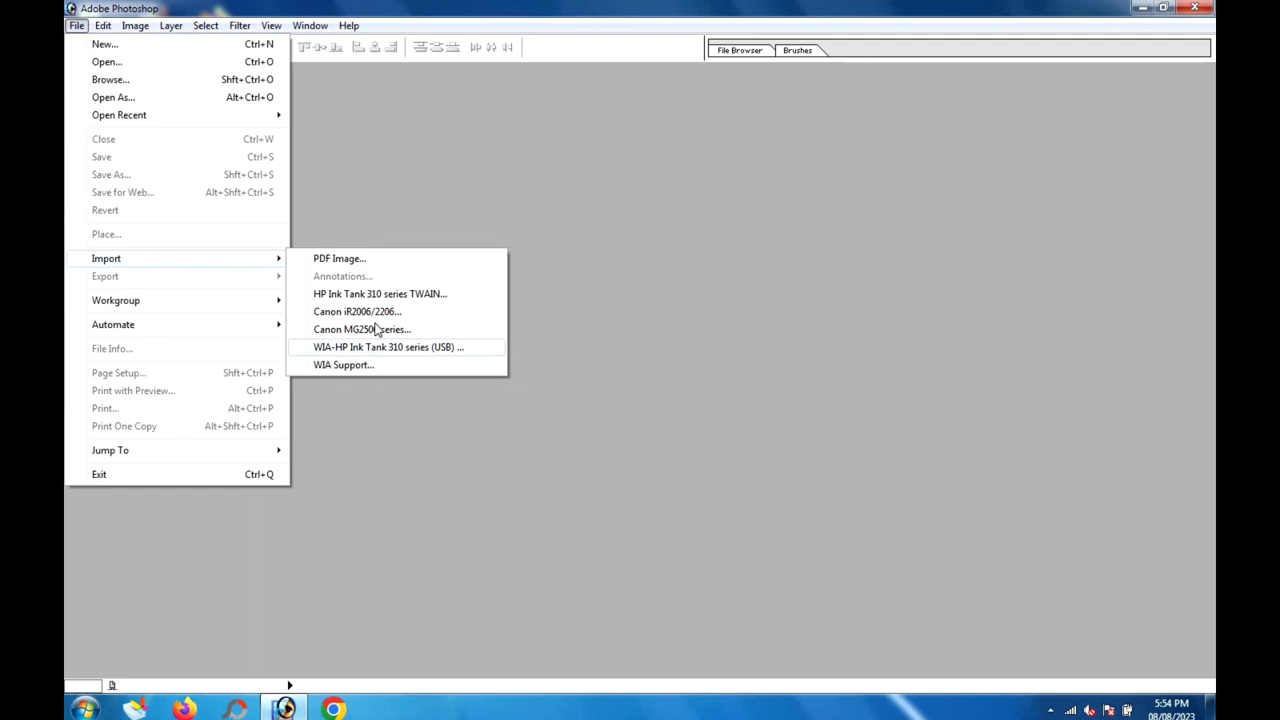 Adobe Photoshop
File Edit Image Layer Select Filter View Window Help
File Browser Brushes
New... Ctrl+N
Open... Ctrl+O
Browse... Shft+Ctrl+O
Open As... Alt+Ctrl+O
Open Recent
Close Ctrl+W
Save Ctrl+S
Save As... Shft+Ctrl+S
Save for Web... Alt+Shft+Ctrl+S
Revert
Place...
Import
Export
Workgroup
Automate
File Info...
Page Setup... Shft+Ctrl+P
Print with Preview... Ctrl+P
Print... Alt+Ctrl+P
Print One Copy Alt+Shft+Ctrl+P
Jump To
Exit Ctrl+Q
PDF Image...
Annotations...
HP Ink Tank 310 series TWAIN...
Canon iR2006/2206...
Canon MG2500 series...
WIA-HP Ink Tank 310 series (USB) ...
WIA Support...
5:54 PM
08/08/2023